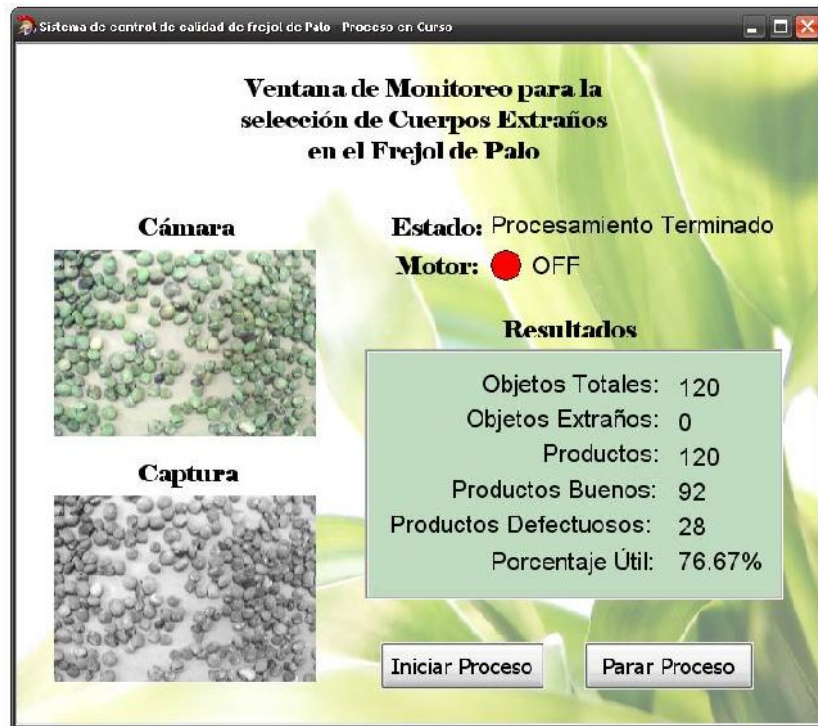 Sistema de control de calidad de frejol de Palo - Proceso en Curso
Ventana de Monitoreo para la
selección de Cuerpos Extraños
en el Frejol de Palo
Cámara
Estado: Procesamiento Terminado
Motor: OFF
Resultados
Objetos Totales: 120
Objetos Extraños: 0
Productos: 120
Productos Buenos: 92
Productos Defectuosos: 28
Porcentaje Útil: 76.67%
Captura
Iniciar Proceso
Parar Proceso